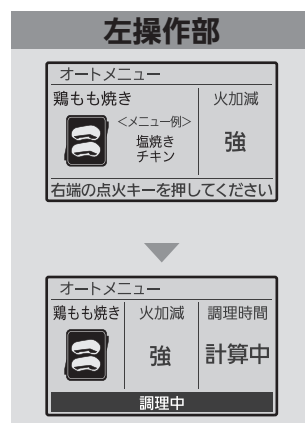 左操作部
オートメニュー
鶏もも焼き
<メニュー例>
塩焼き
チキン
火加減
強
右端の点火キーを押してください
オートメニュー
鶏もも焼き
火加減
強
調理時間
計算中
調理中